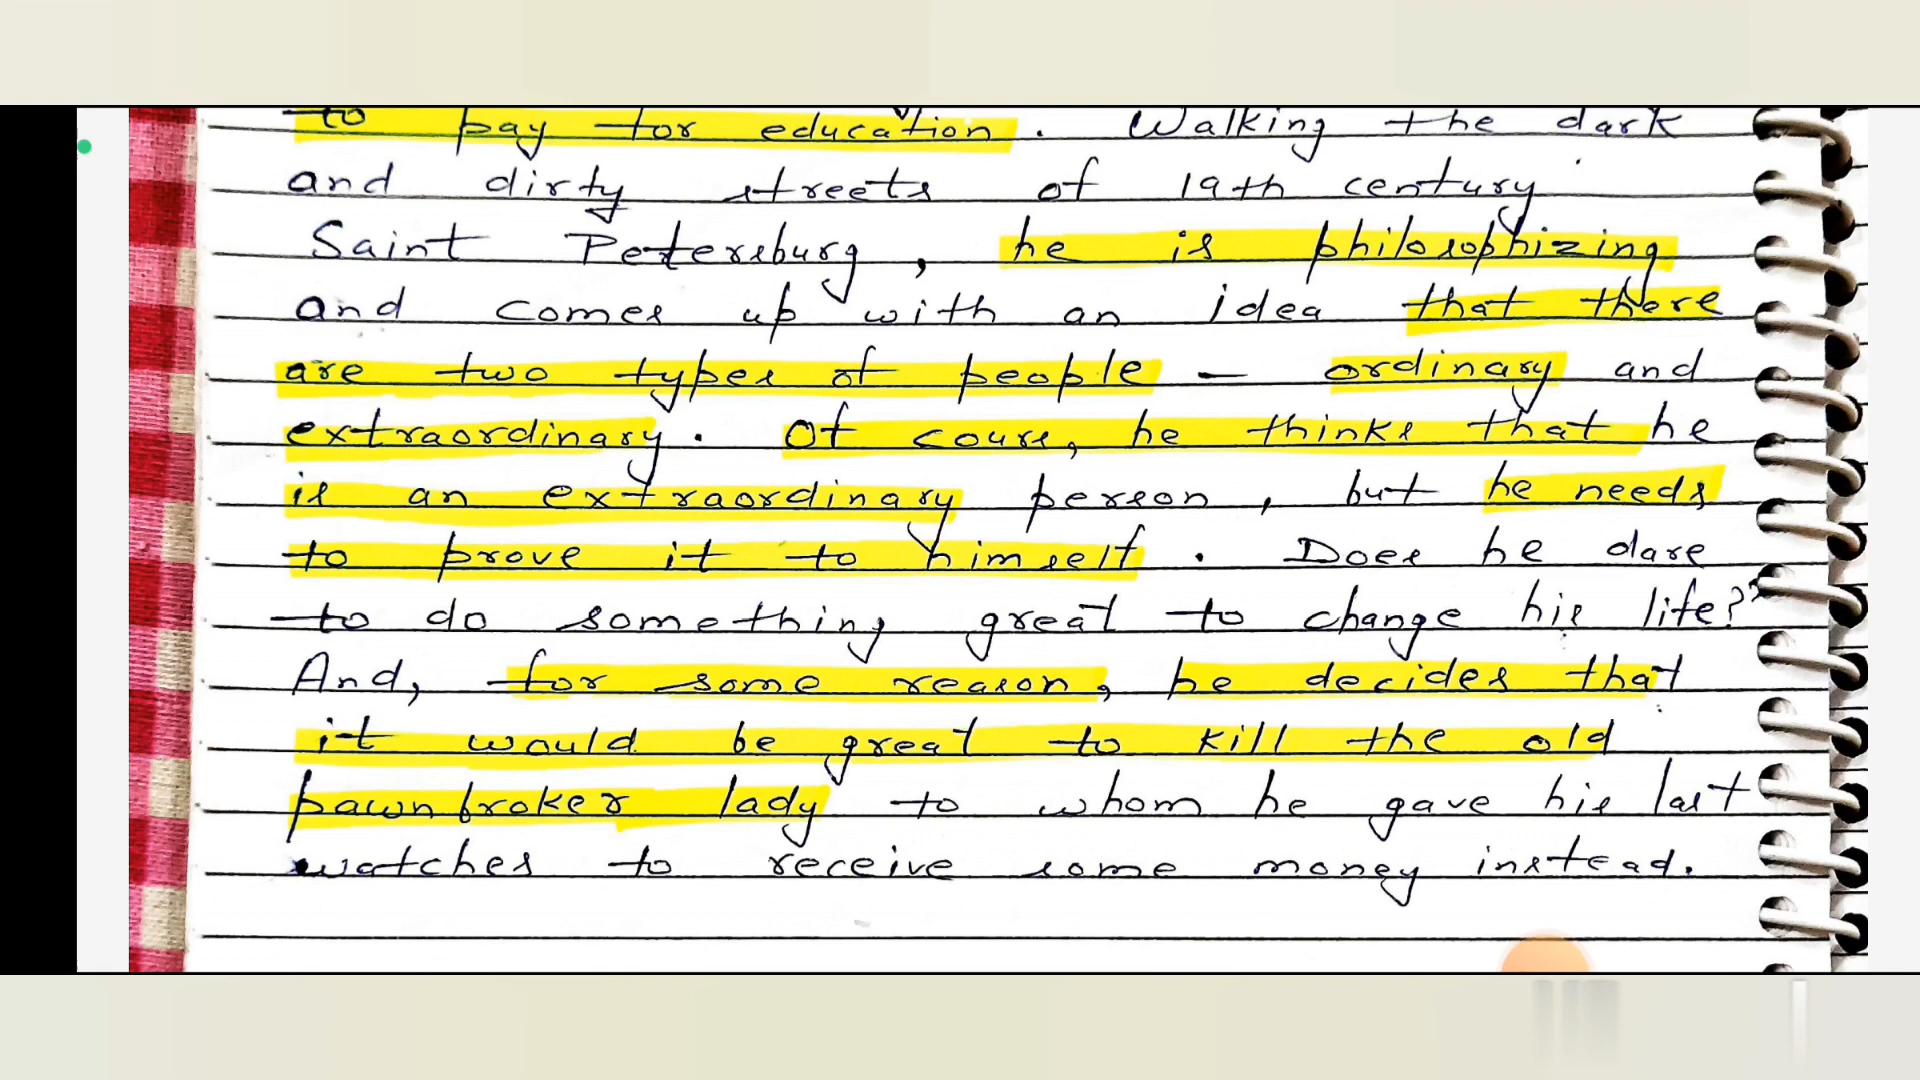 to pay for education. Walking the dark
and dirty streets of 19th century
Saint Petersburg, he is philosophizing
and comes up with an idea that there
are two types of people - ordinary and
extraordinary. Of cours, he thinks that he
is an extraordinary person, but he needs
to prove it to himself. Does he dare
to do something great to change his life??
And, for some reason, he decides that
it would be great to kill the old
pawnbroker lady to whom he gave his last
watches to receive some money instead.